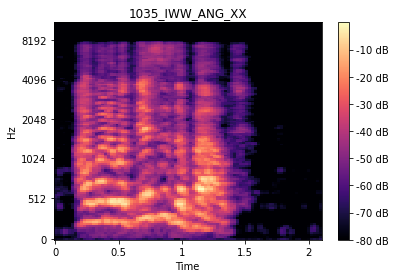 1035_IWW_ANG_XX
8192
4096
2048
1024
512
0
Hz
0
0.5
1
1.5
2
Time
-10 dB
-20 dB
-30 dB
-40 dB
-50 dB
-60 dB
-70 dB
-80 dB